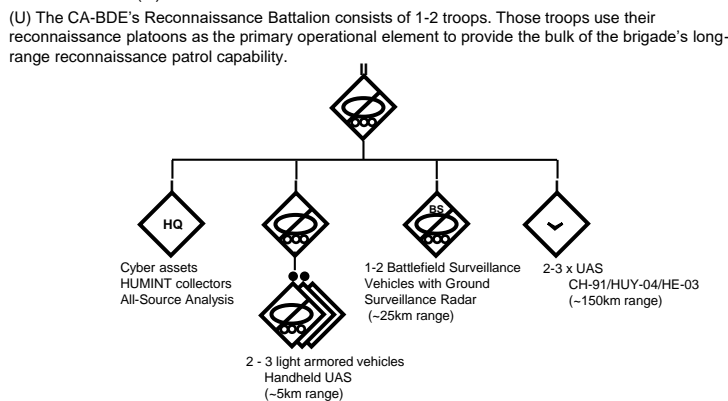 (U) The CA-BDE's Reconnaissance Battalion consists of 1-2 troops. Those troops use their
reconnaissance platoons as the primary operational element to provide the bulk of the brigade's long-
range reconnaissance patrol capability.
HQ
BS
Cyber assets
HUMINT collectors
All-Source Analysis
1-2 Battlefield Surveillance
Vehicles with Ground
Surveillance Radar
(~25km range)
2-3 x UAS
CH-91/HUY-04/HE-03
(~150km range)
2 - 3 light armored vehicles
Handheld UAS
(~5km range)